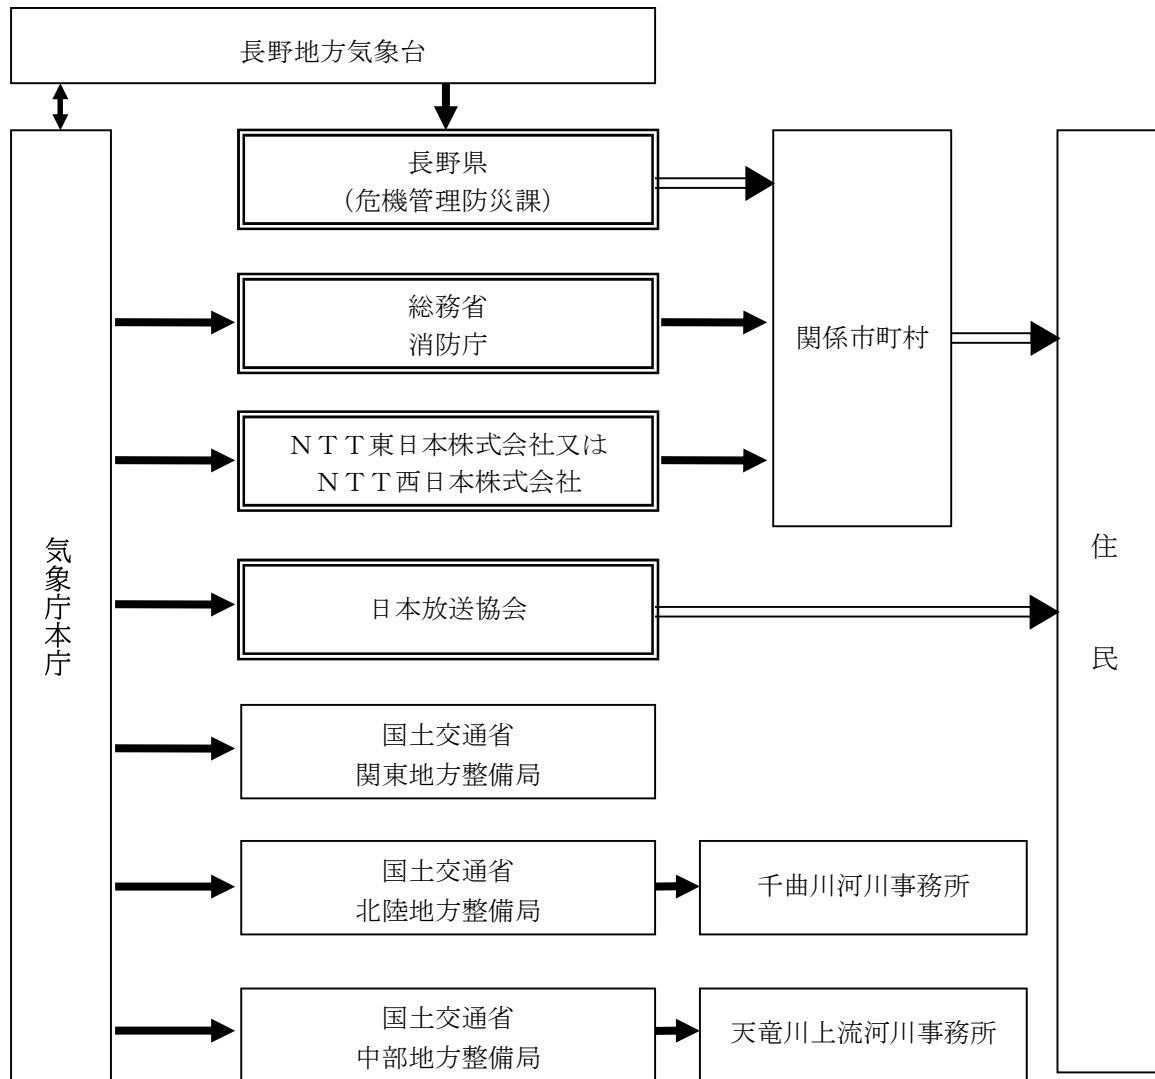 長野地方気象台
長野県
(危機管理防災課)
総務省
消防庁
関係市町村
ＮＴＴ東日本株式会社又は
ＮＴＴ西日本株式会社
気象庁本庁
日本放送協会
住民
国土交通省
関東地方整備局
国土交通省
北陸地方整備局
千曲川河川事務所
国土交通省
中部地方整備局
天竜川上流河川事務所